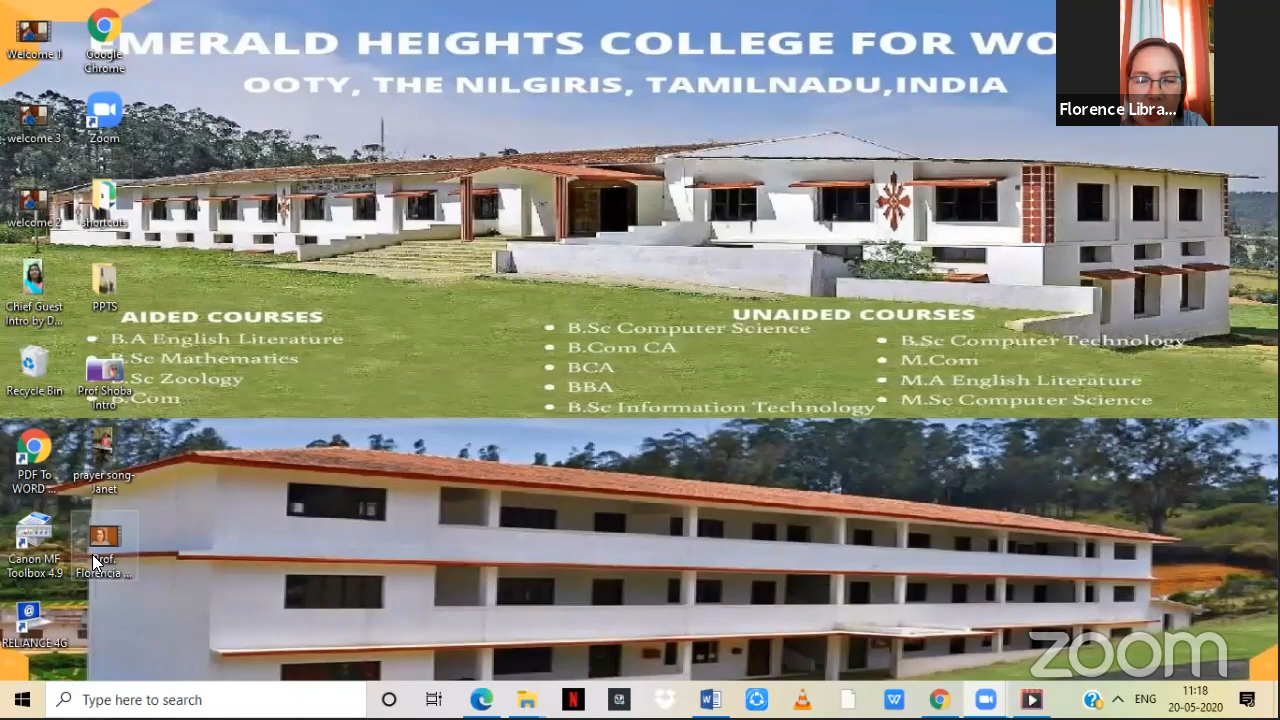 EMERALD HEIGHTS COLLEGE FOR WO
OOTY, THE NILGIRIS, TAMILNADU,INDIA
Florence Libra...
Welcome 1
Google
Chrome
welcome 3
Zoom
welcome 2
shortcuts
Chief Guest
Intro by D...
PPTS
Recycle Bin
Prof Shoba
Intro
PDF To
WORD ...
prayer song-
Janet
Canon MF
Toolbox 4.9
Prof.
Florencia ...
RELIANCE 4G
AIDED COURSES
B.A English Literature
B.Sc Mathematics
B.Sc Zoology
B.Com
UNAIDED COURSES
B.Sc Computer Science
B.Com CA
BCA
BBA
B.Sc Information Technology
B.Sc Computer Technology
M.Com
M.A English Literature
M.Sc Computer Science
zoom
Type here to search
ENG
11:18
20-05-2020